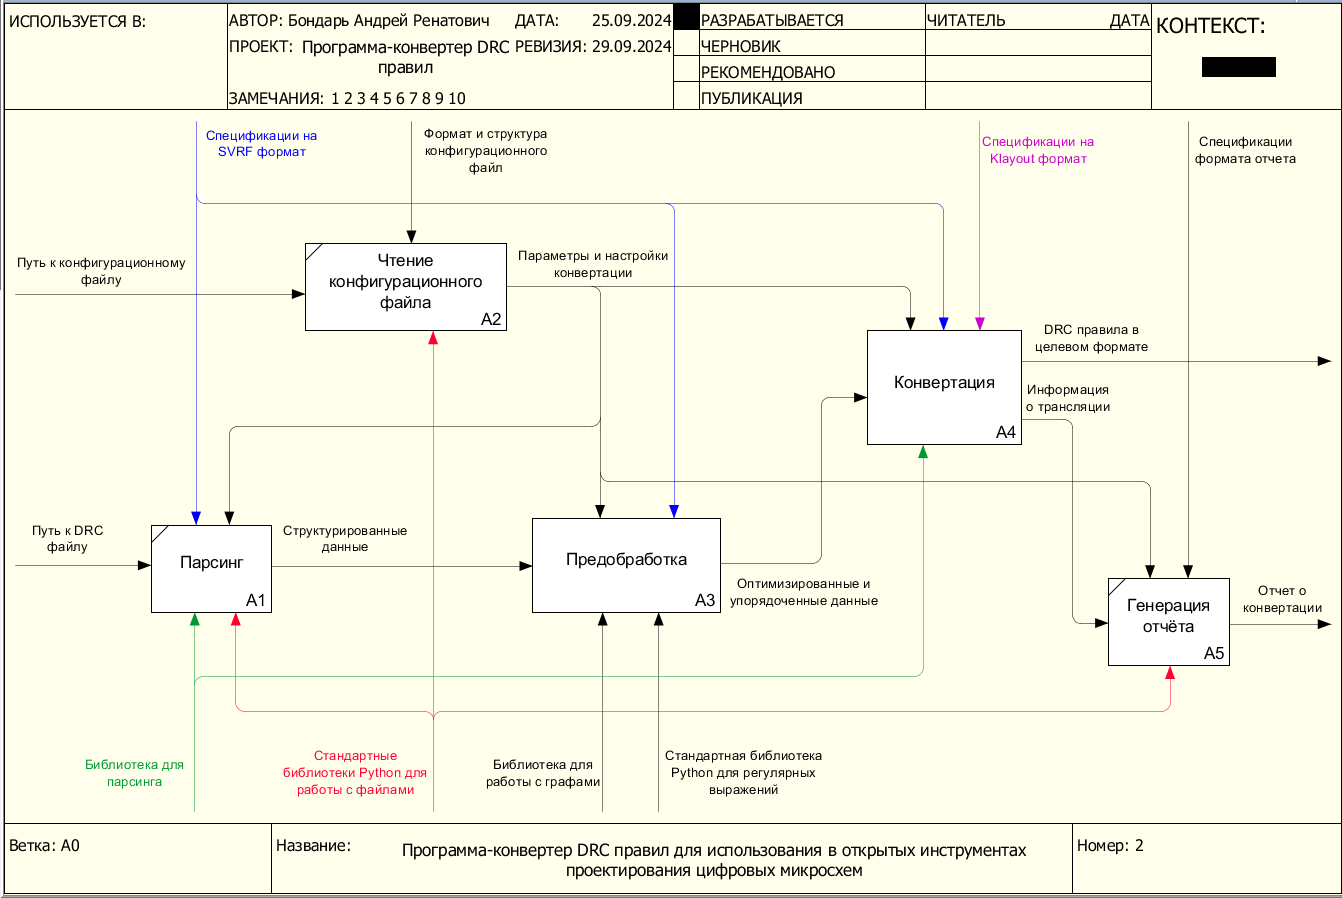 ИСПОЛЬЗУЕТСЯ В:
АВТОР: Бондарь Андрей Ренатович ДАТА: 25.09.2024
ПРОЕКТ: Программа-конвертер DRC правил РЕВИЗИЯ: 29.09.2024
ЗАМЕЧАНИЯ: 1 2 3 4 5 6 7 8 9 10
РАЗРАБАТЫВАЕТСЯ
ЧЕРНОВИК
РЕКОМЕНДОВАНО
ПУБЛИКАЦИЯ
ЧИТАТЕЛЬ ДАТА
КОНТЕКСТ:
Спецификации на
SVRF формат
Формат и структура
конфигурационного
файл
Спецификации на
Klayout формат
Спецификации
формата отчета
Путь к конфигурационному
файлу
Чтение
конфигурационного
файла
A2
Параметры и настройки
конвертации
Конвертация
A4
DRC правила в
целевом формате
Информация
о трансляции
Путь к DRC
файлу
Парсинг
A1
Структурированные
данные
Предобработка
A3
Оптимизированные и
упорядоченные данные
Генерация
отчёта
A5
Отчет о
конвертации
Библиотека для
парсинга
Стандартные
библиотеки Python для
работы с файлами
Библиотека для
работы с графами
Стандартная библиотека
Python для регулярных
выражений
Ветка: A0
Название:
Программа-конвертер DRC правил для использования в открытых инструментах
проектирования цифровых микросхем
Номер: 2